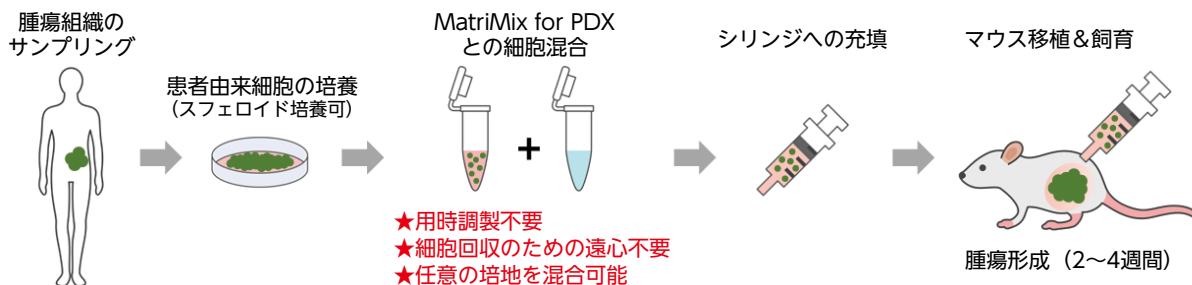 腫瘍組織の
サンプリング
患者由来細胞の培養
（スフェロイド培養可）
MatriMix for PDX
との細胞混合
+
★用時調製不要
★細胞回収のための遠心不要
★任意の培地を混合可能
シリンジへの充填
マウス移植＆飼育
腫瘍形成（2～4週間）